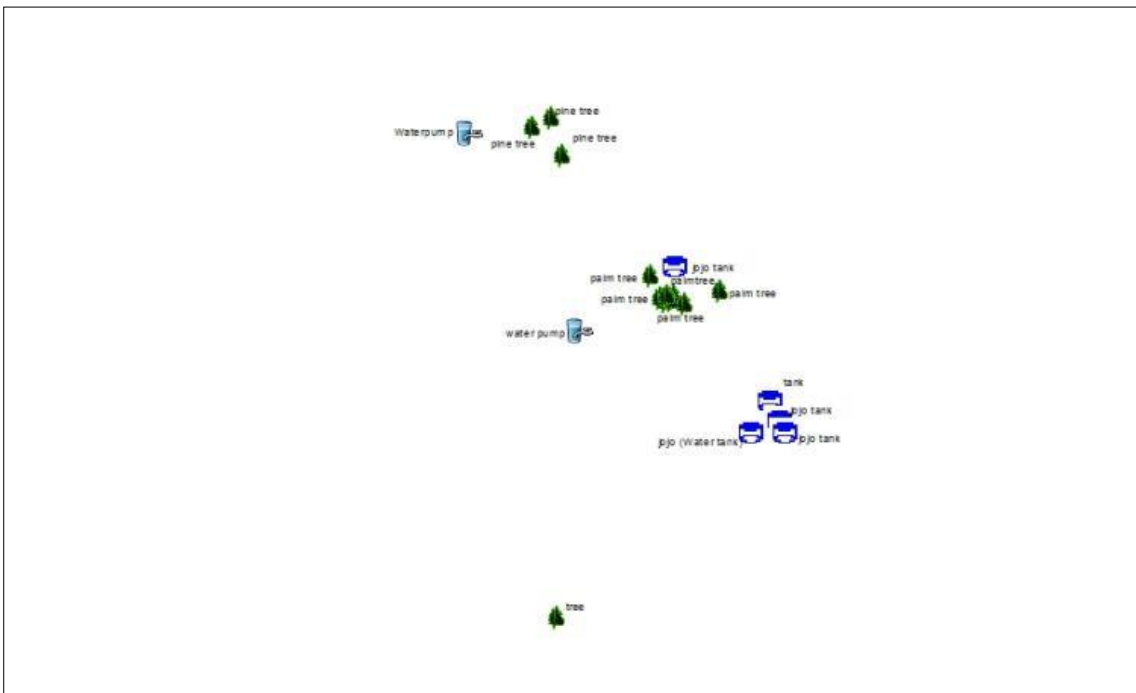 pine tree
Waterpump
pine tree
pine tree
jojo tank
palm tree
palmtree
palm tree
palm tree
palm tree
water pump
tank
jojo tank
jojo (Water tank)
jojo tank
tree